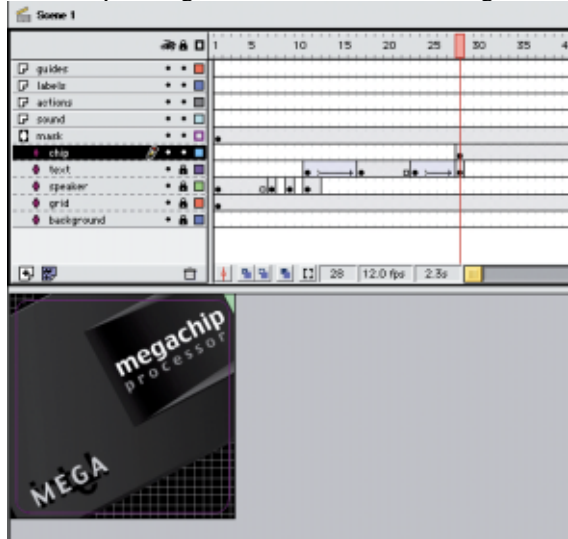 Scene 1
1 5 10 15 20 25 30 35 4
guides
labels
actions
sound
mask
chip
text
speaker
grid
background
28 12.0 fps 2.3s
megachip
processor
MEGA